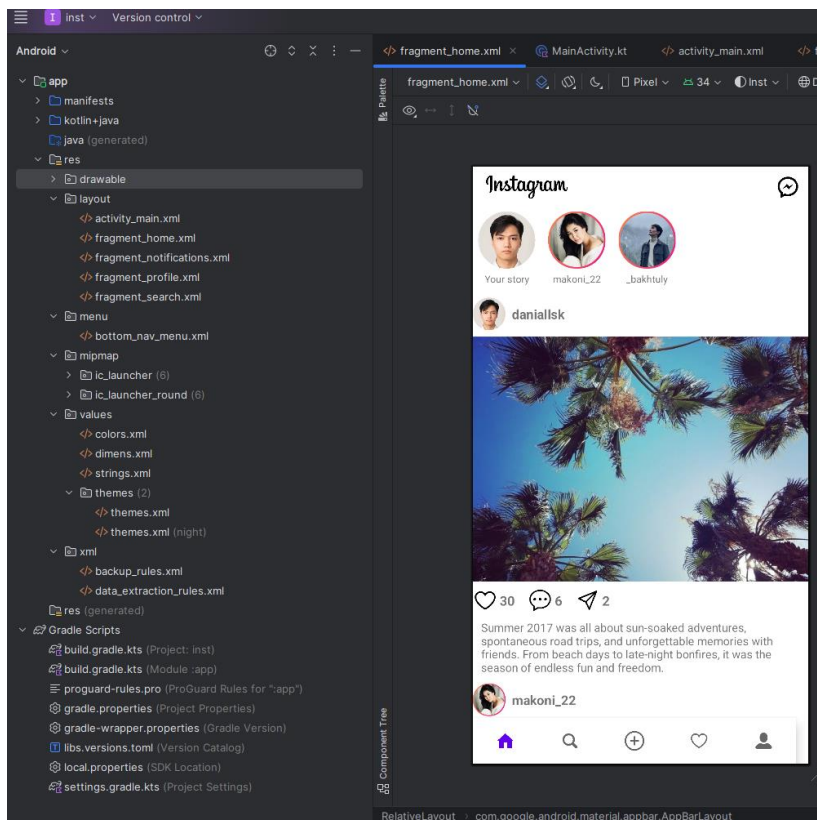 I inst Version control
Android
app
manifests
kotlin+java
java (generated)
res
drawable
layout
activity_main.xml
fragment_home.xml
fragment_notifications.xml
fragment_profile.xml
fragment_search.xml
menu
bottom_nav_menu.xml
mipmap
ic_launcher (6)
ic_launcher_round (6)
values
colors.xml
dimens.xml
strings.xml
themes (2)
themes.xml
themes.xml (night)
xml
backup_rules.xml
data_extraction_rules.xml
res (generated)
Gradle Scripts
build.gradle.kts (Project: inst)
build.gradle.kts (Module :app)
proguard-rules.pro (ProGuard Rules for ":app")
gradle.properties (Project Properties)
gradle-wrapper.properties (Gradle Version)
libs.versions.toml (Version Catalog)
local.properties (SDK Location)
settings.gradle.kts (Project Settings)
fragment_home.xml MainActivity.kt activity_main.xml
Palette
fragment_home.xml Pixel 34 Inst
Instagram
Your story makoni_22 _bakhtuly
daniallsk
30 6 2
Summer 2017 was all about sun-soaked adventures,
spontaneous road trips, and unforgettable memories with
friends. From beach days to late-night bonfires, it was the
season of endless fun and freedom.
makoni_22
Component Tree
RelativeLayout com.google.android.material.appbar.AppBarLayout